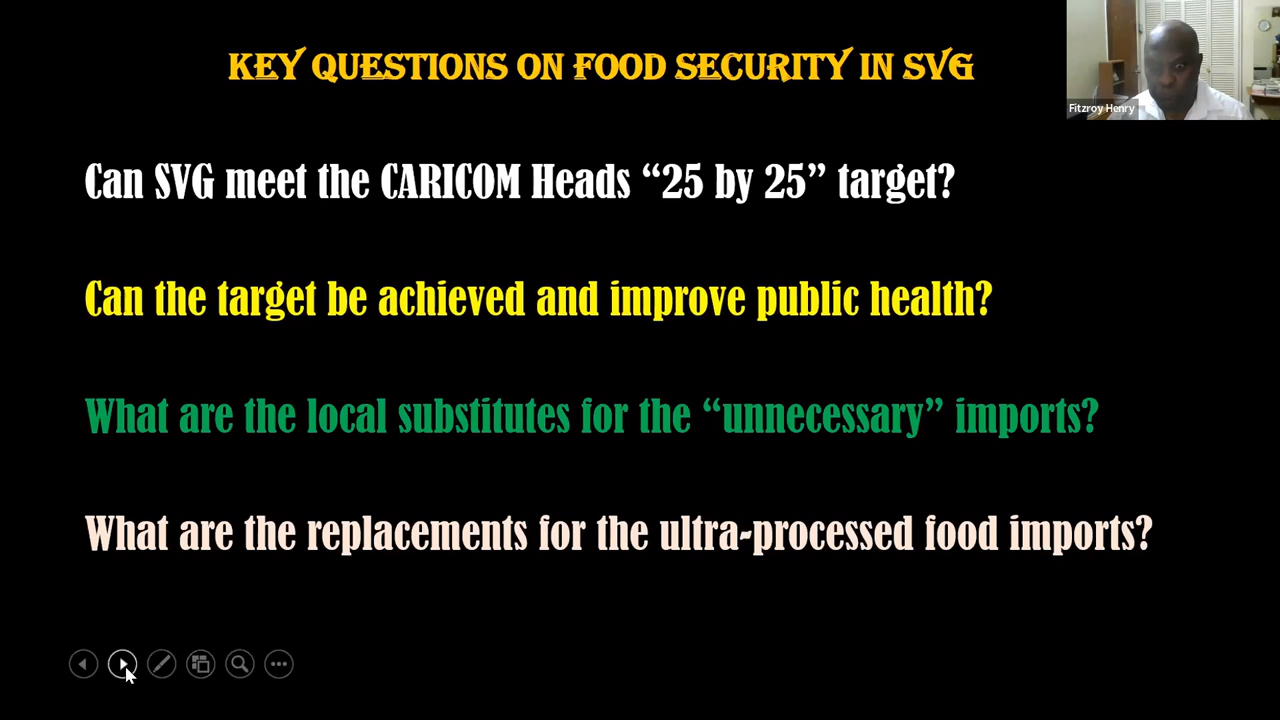 KEY QUESTIONS ON FOOD SECURITY IN SVG
Fitzroy Henry
Can SVG meet the CARICOM Heads “25 by 25” target?
Can the target be achieved and improve public health?
What are the local substitutes for the “unnecessary” imports?
What are the replacements for the ultra-processed food imports?